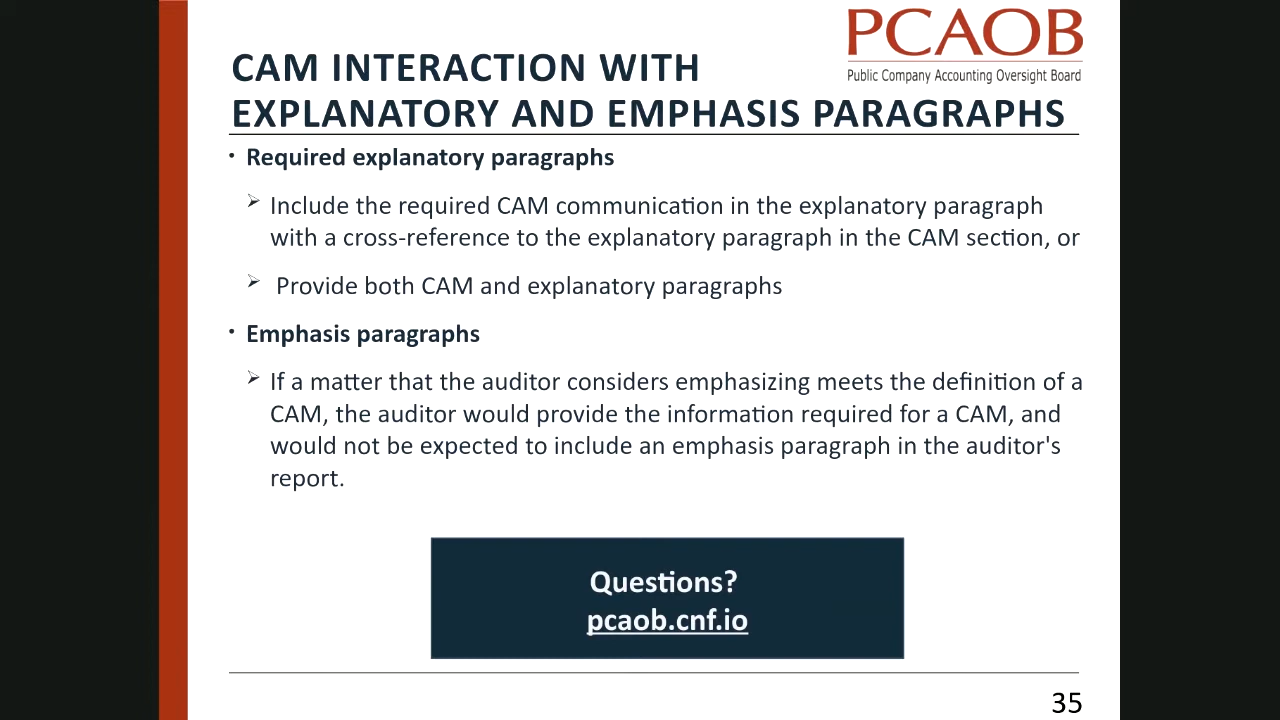 PCAOB
Public Company Accounting Oversight Board
CAM INTERACTION WITH
EXPLANATORY AND EMPHASIS PARAGRAPHS
• Required explanatory paragraphs
➢ Include the required CAM communication in the explanatory paragraph
with a cross-reference to the explanatory paragraph in the CAM section, or
➢ Provide both CAM and explanatory paragraphs
• Emphasis paragraphs
➢ If a matter that the auditor considers emphasizing meets the definition of a
CAM, the auditor would provide the information required for a CAM, and
would not be expected to include an emphasis paragraph in the auditor's
report.
Questions?
pcaob.cnf.io
35